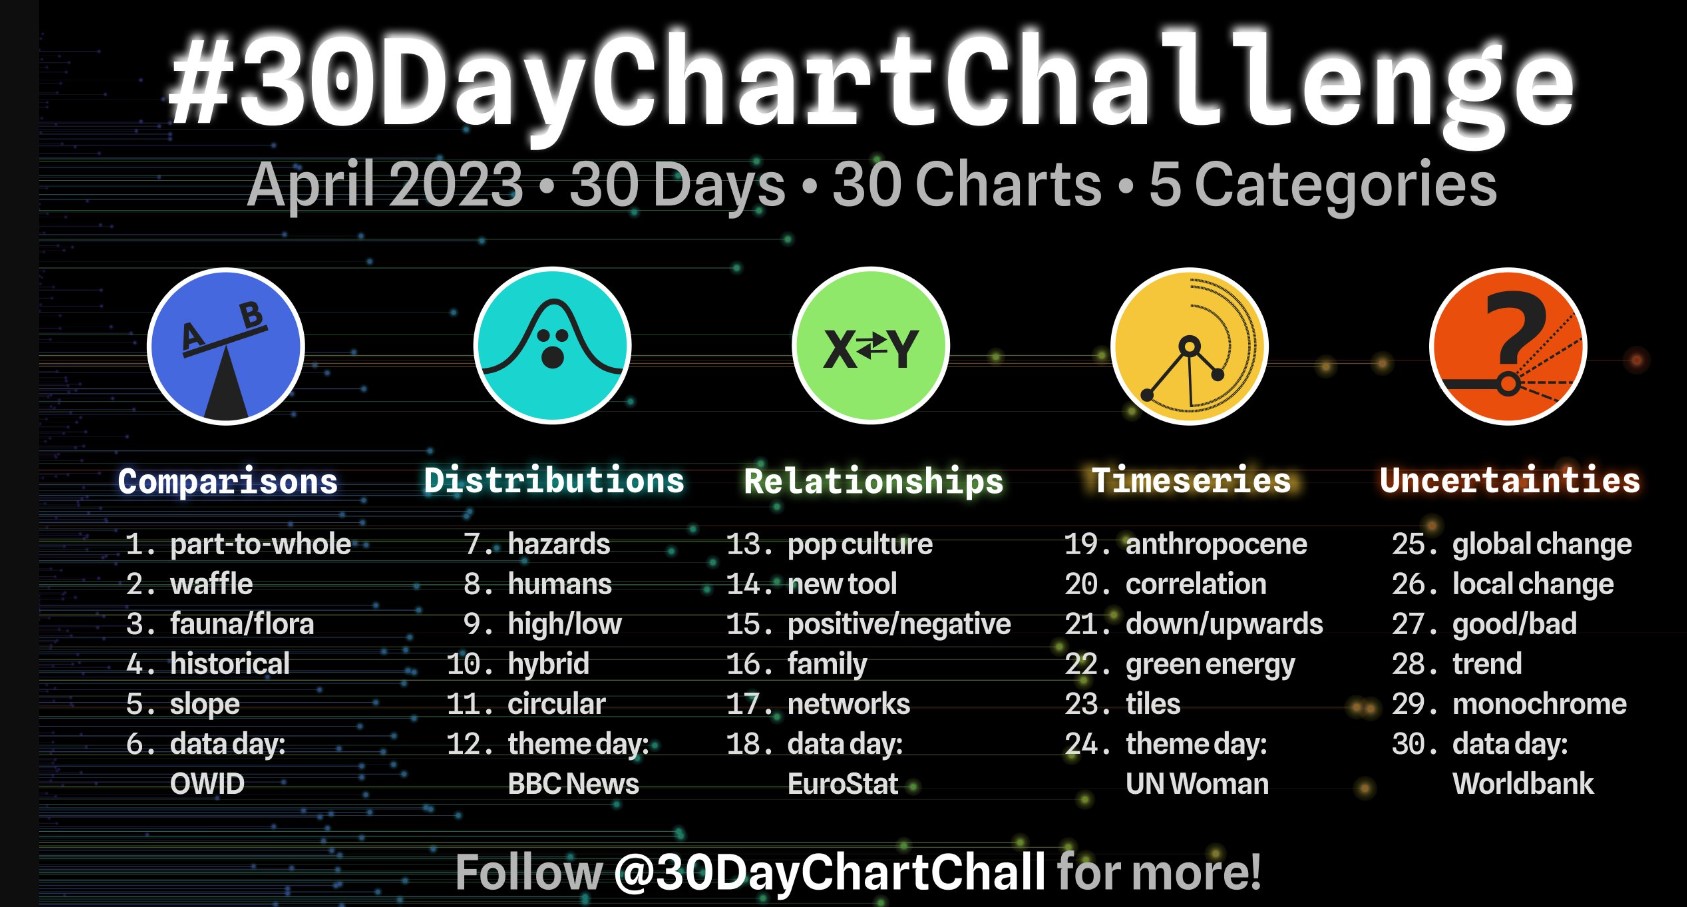 #30DayChartChallenge
April 2023 • 30 Days • 30 Charts • 5 Categories
A B
X⇄Y
?
Comparisons
1. part-to-whole
2. waffle
3. fauna/flora
4. historical
5. slope
6. data day:
OWID
Distributions
7. hazards
8. humans
9. high/low
10. hybrid
11. circular
12. theme day:
BBC News
Relationships
13. pop culture
14. new tool
15. positive/negative
16. family
17. networks
18. data day:
EuroStat
Timeseries
19. anthropocene
20. correlation
21. down/upwards
22. green energy
23. tiles
24. theme day:
UN Woman
Uncertainties
25. global change
26. local change
27. good/bad
28. trend
29. monochrome
30. data day:
Worldbank
Follow @30DayChartChall for more!